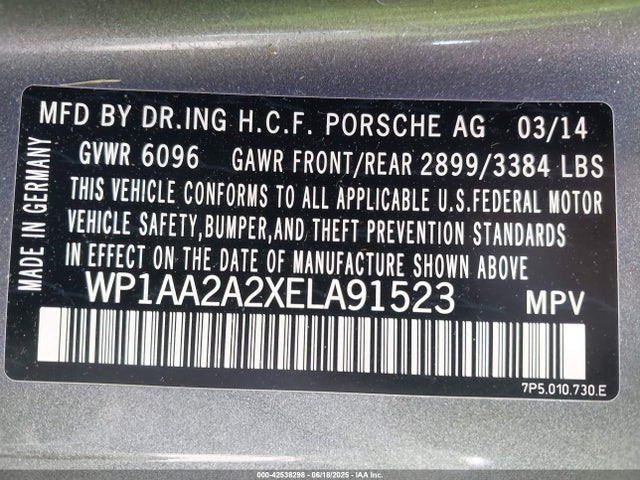 MFD BY DR.ING H.C.F. PORSCHE AG 03/14
GVWR 6096 GAWR FRONT/REAR 2899/3384 LBS
THIS VEHICLE CONFORMS TO ALL APPLICABLE U.S.FEDERAL MOTOR
VEHICLE SAFETY,BUMPER,AND THEFT PREVENTION STANDARDS
IN EFFECT ON THE DATE OF MANUFACTURE SHOWN ABOVE
WP1AA2A2XELA91523 MPV
MADE IN GERMANY
7P5.010.730.E
IAA - 42538298 - 06/18/2025 - IAAI.COM